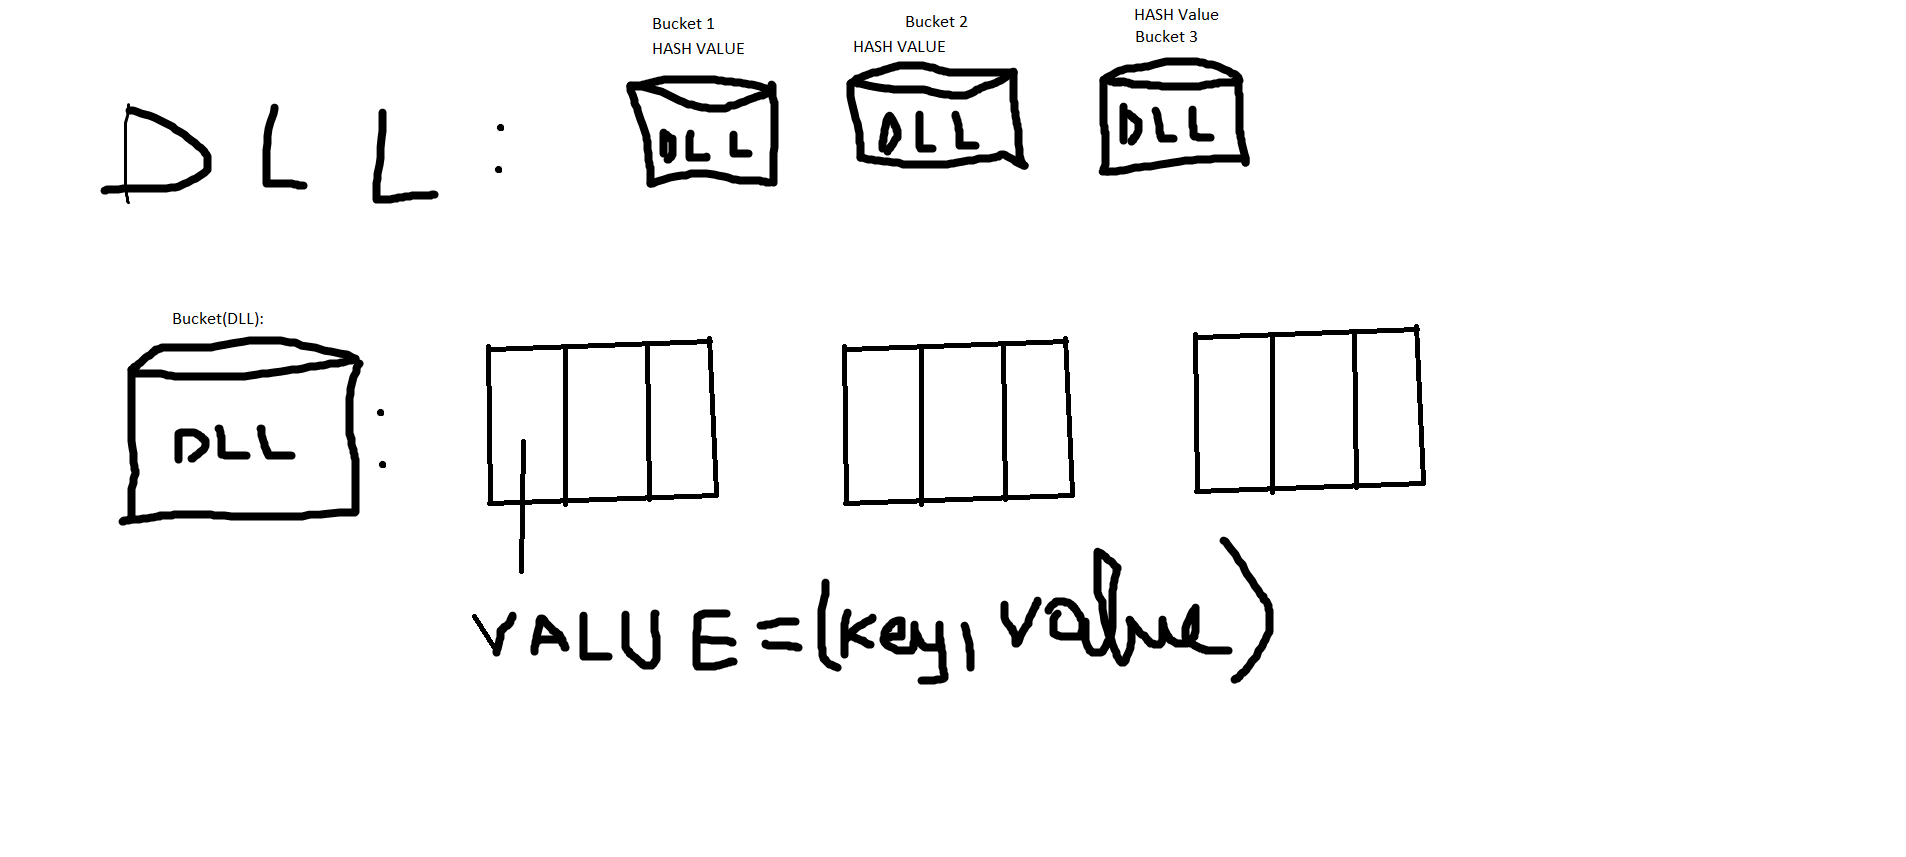 Bucket 1
HASH VALUE
Bucket 2
HASH VALUE
HASH Value
Bucket 3
DLL :
DLL
DLL
DLL
Bucket(DLL):
DLL :
VALUE = (key, value)